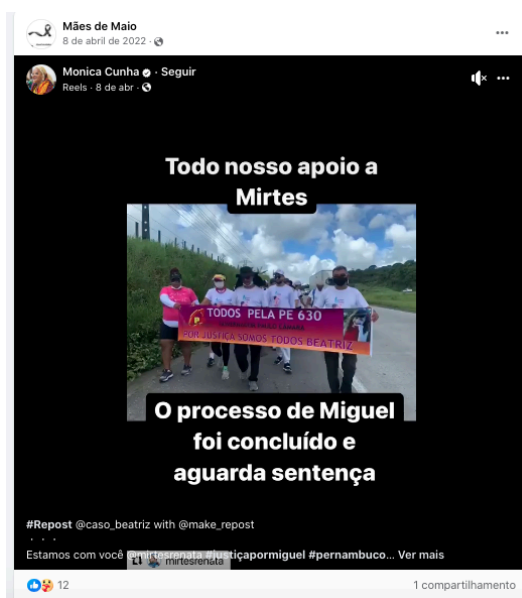 Mães de Maio
8 de abril de 2022 ·
Monica Cunha · Seguir
Reels · 8 de abr ·
Todo nosso apoio a
Mirtes
TODOS PELA PE 630
POR JUSTIÇA SOMOS TODOS BEATRIZ
O processo de Miguel
foi concluído e
aguarda sentença
#Repost @caso_beatriz with @make_repost
· · ·
Estamos com você @mirtesrenata #justiçapormiguel #pernambuco... Ver mais
mirtesrenata
12
1 compartilhamento